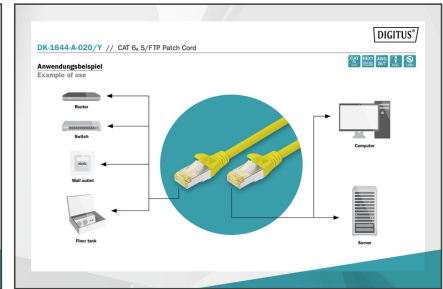 DIGITUS®
DK-1644-A-020/Y // CAT 6A S/FTP Patch Cord
Anwendungsbeispiel
Example of use
Router
Switch
Wall outlet
Floor tank
Computer
Server